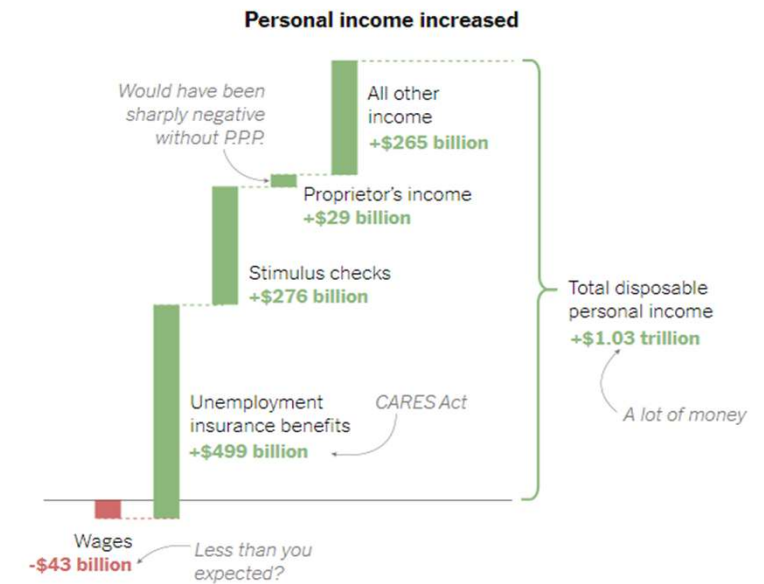 Personal income increased
Would have been
sharply negative
without P.P.P.
All other
income
+$265 billion
Proprietor's income
+$29 billion
Stimulus checks
+$276 billion
Total disposable
personal income
+$1.03 trillion
A lot of money
Unemployment
insurance benefits
+$499 billion
CARES Act
Wages
-$43 billion
Less than you
expected?